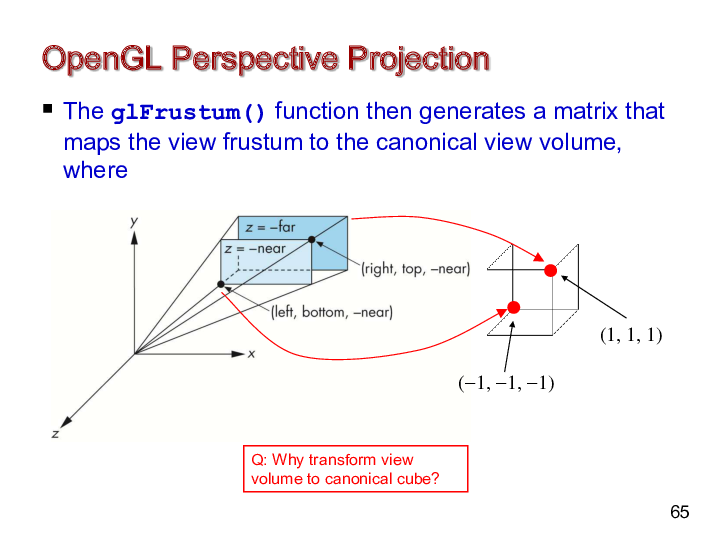 OpenGL Perspective Projection
▪ The glFrustum() function then generates a matrix that
maps the view frustum to the canonical view volume,
where
y
z = −far
z = −near
(right, top, −near)
(left, bottom, −near)
x
z
(1, 1, 1)
(−1, −1, −1)
Q: Why transform view
volume to canonical cube?
65